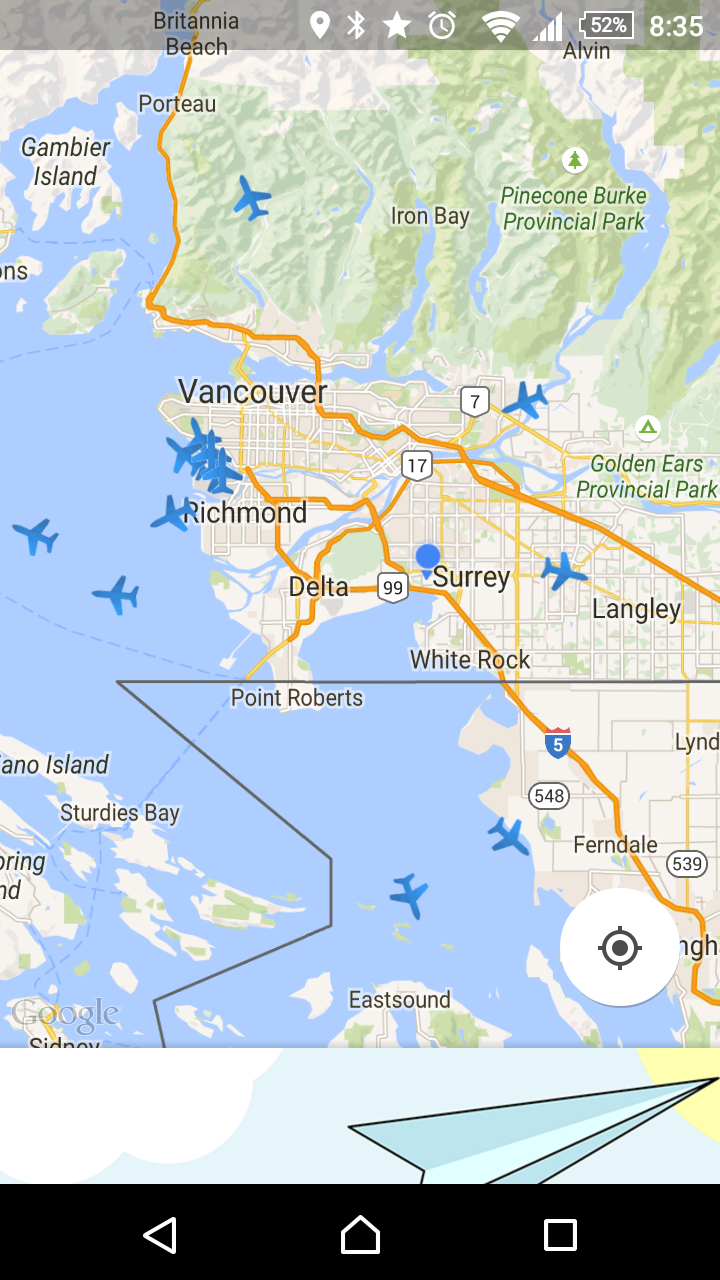 Britannia
Beach
52%
8:35
Alvin
Porteau
Gambier
Island
Pinecone Burke
Provincial Park
Iron Bay
ons
Vancouver
7
17
Golden Ears
Provincial Park
Richmond
Surrey
Delta
99
Langley
White Rock
Point Roberts
5
Lynd
ano Island
548
Sturdies Bay
Ferndale
539
pring
nd
ngh
Eastsound
Google
Sidney